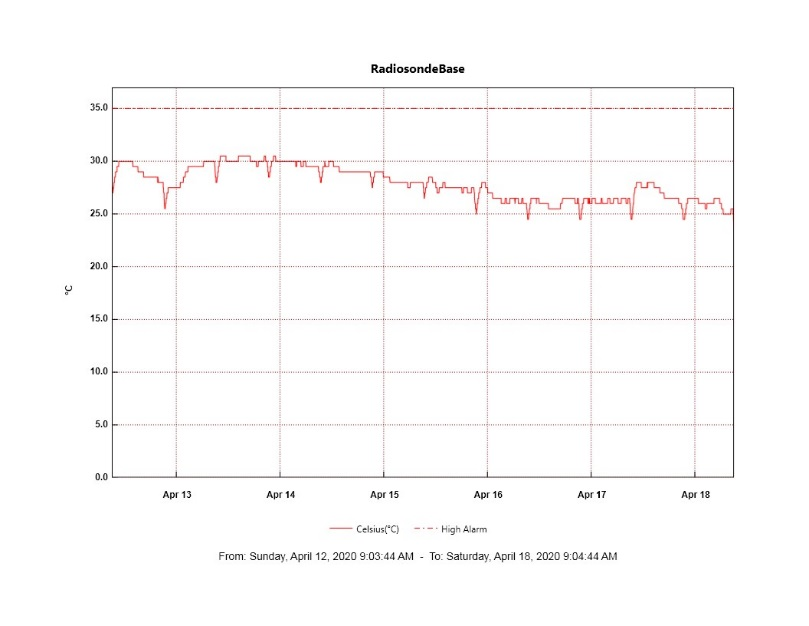 RadiosondeBase
35.0
30.0
25.0
20.0
15.0
10.0
5.0
0.0
°C
Apr 13 Apr 14 Apr 15 Apr 16 Apr 17 Apr 18
Celsius(°C) High Alarm
From: Sunday, April 12, 2020 9:03:44 AM - To: Saturday, April 18, 2020 9:04:44 AM